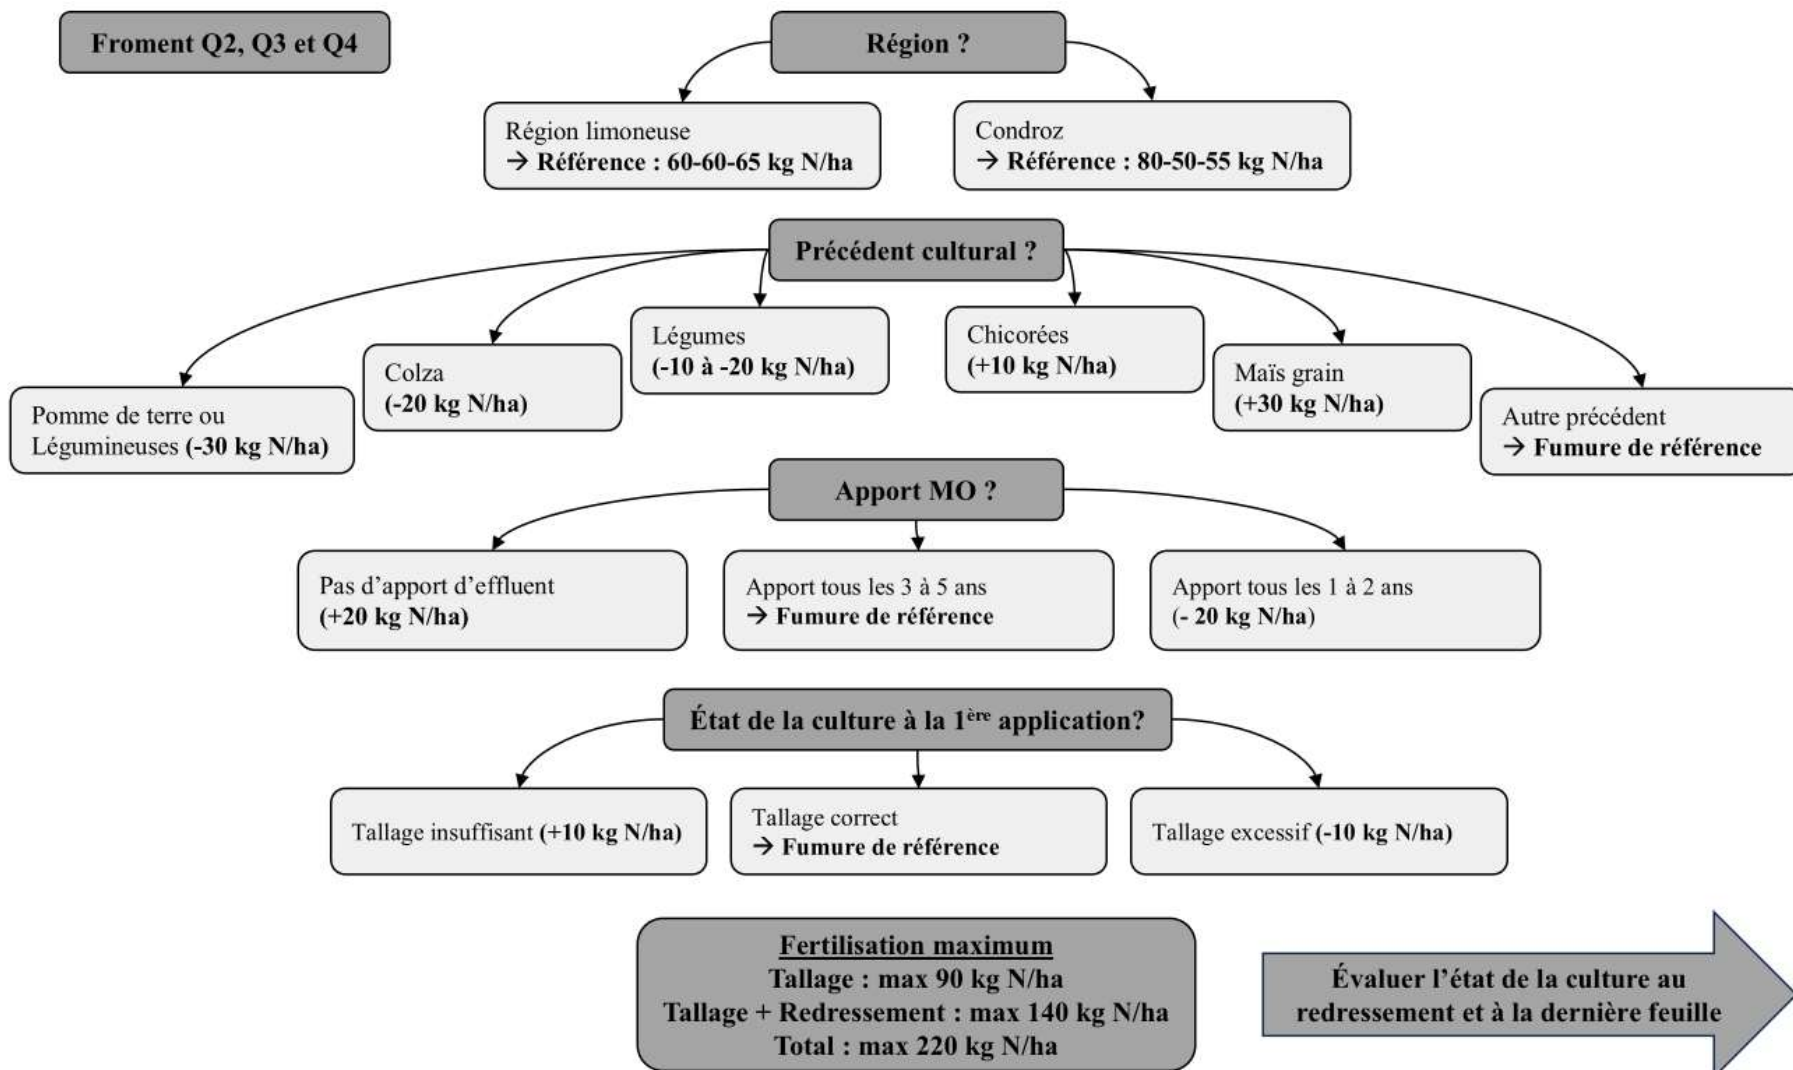 Froment Q2, Q3 et Q4
Région ?
Région limoneuse
→ Référence : 60-60-65 kg N/ha
Condroz
→ Référence : 80-50-55 kg N/ha
Précédent cultural ?
Pomme de terre ou
Légumineuses (-30 kg N/ha)
Colza
(-20 kg N/ha)
Légumes
(-10 à -20 kg N/ha)
Chicorées
(+10 kg N/ha)
Maïs grain
(+30 kg N/ha)
Autre précédent
→ Fumure de référence
Apport MO ?
Pas d’apport d’effluent
(+20 kg N/ha)
Apport tous les 3 à 5 ans
→ Fumure de référence
Apport tous les 1 à 2 ans
(- 20 kg N/ha)
État de la culture à la 1ère application?
Tallage insuffisant (+10 kg N/ha)
Tallage correct
→ Fumure de référence
Tallage excessif (-10 kg N/ha)
Fertilisation maximum
Tallage : max 90 kg N/ha
Tallage + Redressement : max 140 kg N/ha
Total : max 220 kg N/ha
Évaluer l’état de la culture au
redressement et à la dernière feuille